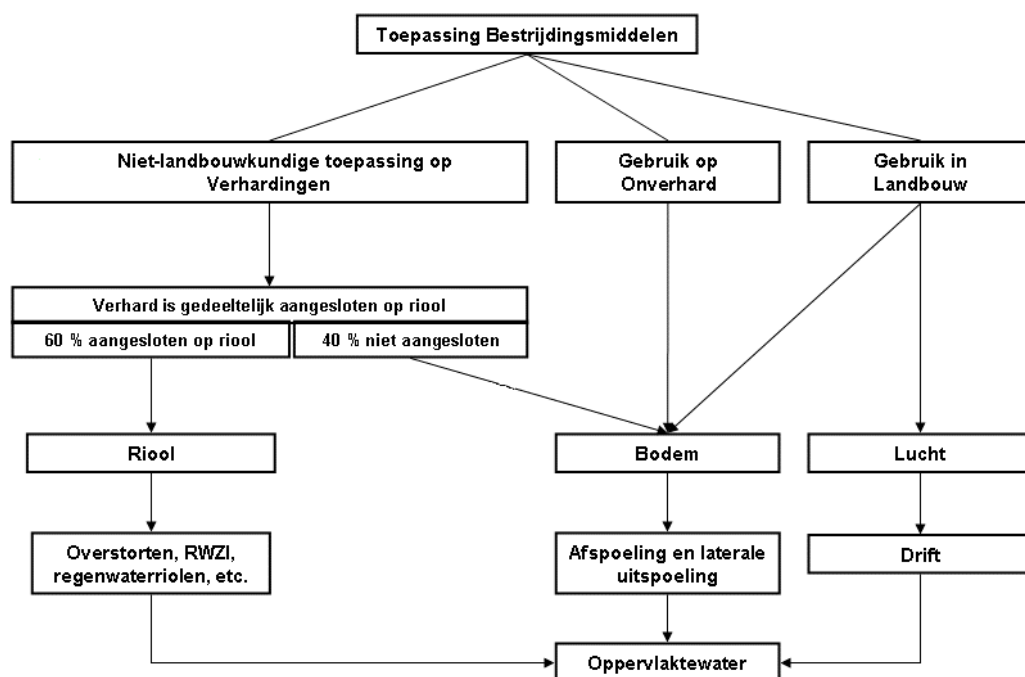 Toepassing Bestrijdingsmiddelen
Niet-landbouwkundige toepassing op
Verhardingen
Gebruik op
Onverhard
Gebruik in
Landbouw
Verhard is gedeeltelijk aangesloten op riool
60 % aangesloten op riool
40 % niet aangesloten
Riool
Bodem
Lucht
Overstorten, RWZI,
regenwaterriolen, etc.
Afspoeling en laterale
uitspoeling
Drift
Oppervlaktewater